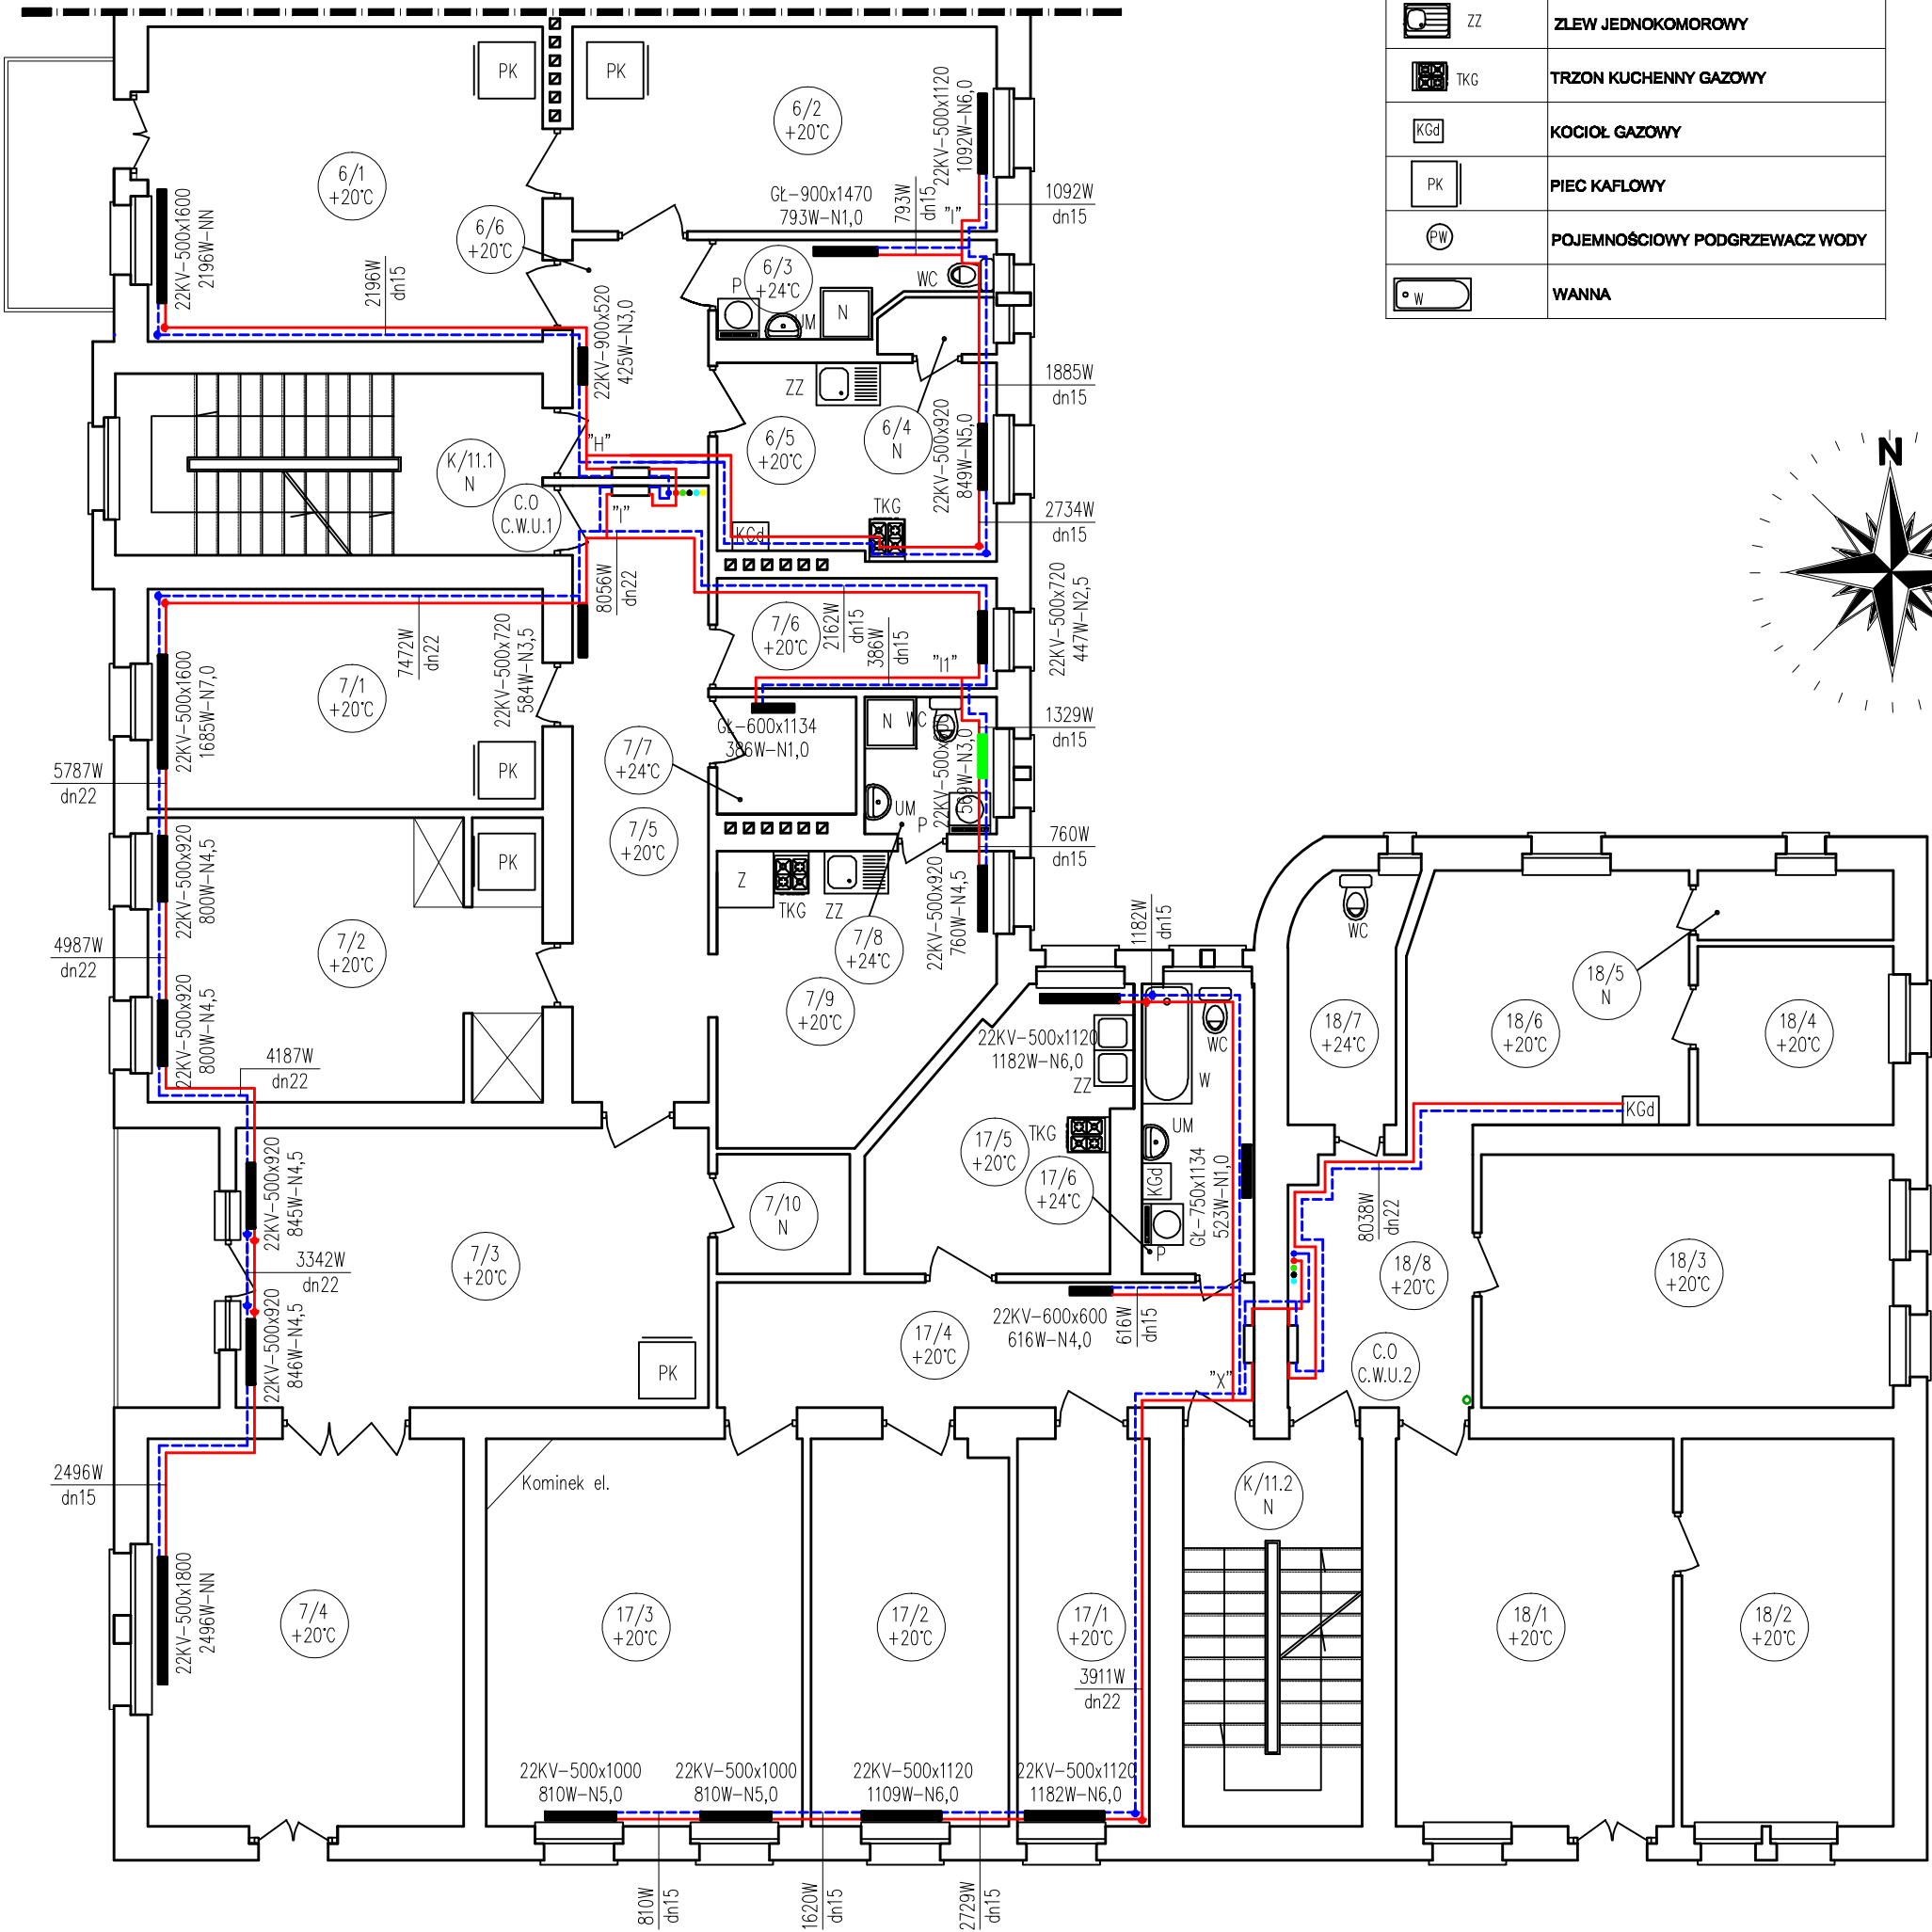 ZZ
ZLEW JEDNOKOMOROWY
TKG
TRZON KUCHENNY GAZOWY
KGd
KOCIOŁ GAZOWY
PK
PIEC KAFLOWY
PW
POJEMNOŚCIOWY PODGRZEWACZ WODY
W
WANNA
N
PK
PK
6/1
+20°C
6/2
+20°C
22KV-500x1120
1092W-N6,0
1092W
dn15
GŁ-900x1470
793W-N1,0
793W
dn15
"I"
22KV-500x1600
2196W-NN
2196W
dn15
6/6
+20°C
6/3
+24°C
P
UM
N
WC
22KV-900x520
425W-N3,0
ZZ
1885W
dn15
6/4
N
6/5
+20°C
22KV-500x920
849W-N5,0
"H"
K/11.1
N
C.O
C.W.U.1
"I"
TKG
KGd
2734W
dn15
8056W
dn22
7472W
dn22
22KV-500x720
584W-N3,5
7/6
+20°C
2162W
dn15
386W
dn15
"I1"
22KV-500x720
447W-N2,5
7/1
+20°C
22KV-500x1600
1685W-N7,0
PK
GŁ-600x1134
386W-N1,0
7/7
+24°C
N
WC
569W-N3,0
1329W
dn15
5787W
dn22
UM
P
7/5
+20°C
760W
dn15
PK
22KV-500x920
800W-N4,5
Z
TKG
ZZ
22KV-500x920
760W-N4,5
7/8
+24°C
7/2
+20°C
4987W
dn22
7/9
+20°C
22KV-500x920
800W-N4,5
4187W
dn22
1182W
dn15
WC
18/5
N
18/7
+24°C
18/6
+20°C
18/4
+20°C
22KV-500x1120
1182W-N6,0
ZZ
WC
W
KGd
17/5
+20°C
TKG
UM
17/6
+24°C
KGd
GŁ-750x1134
523W-N1,0
P
8038W
dn22
22KV-500x920
845W-N4,5
7/10
N
7/3
+20°C
3342W
dn22
18/8
+20°C
18/3
+20°C
22KV-500x920
846W-N4,5
17/4
+20°C
22KV-600x600
616W-N4,0
616W
dn15
C.O
C.W.U.2
PK
"X"
2496W
dn15
Kominek el.
K/11.2
N
22KV-500x1800
2496W-NN
7/4
+20°C
17/3
+20°C
17/2
+20°C
17/1
+20°C
18/1
+20°C
18/2
+20°C
3911W
dn22
22KV-500x1000
810W-N5,0
22KV-500x1000
810W-N5,0
22KV-500x1120
1109W-N6,0
22KV-500x1120
1182W-N6,0
810W
dn15
1620W
dn15
2729W
dn15